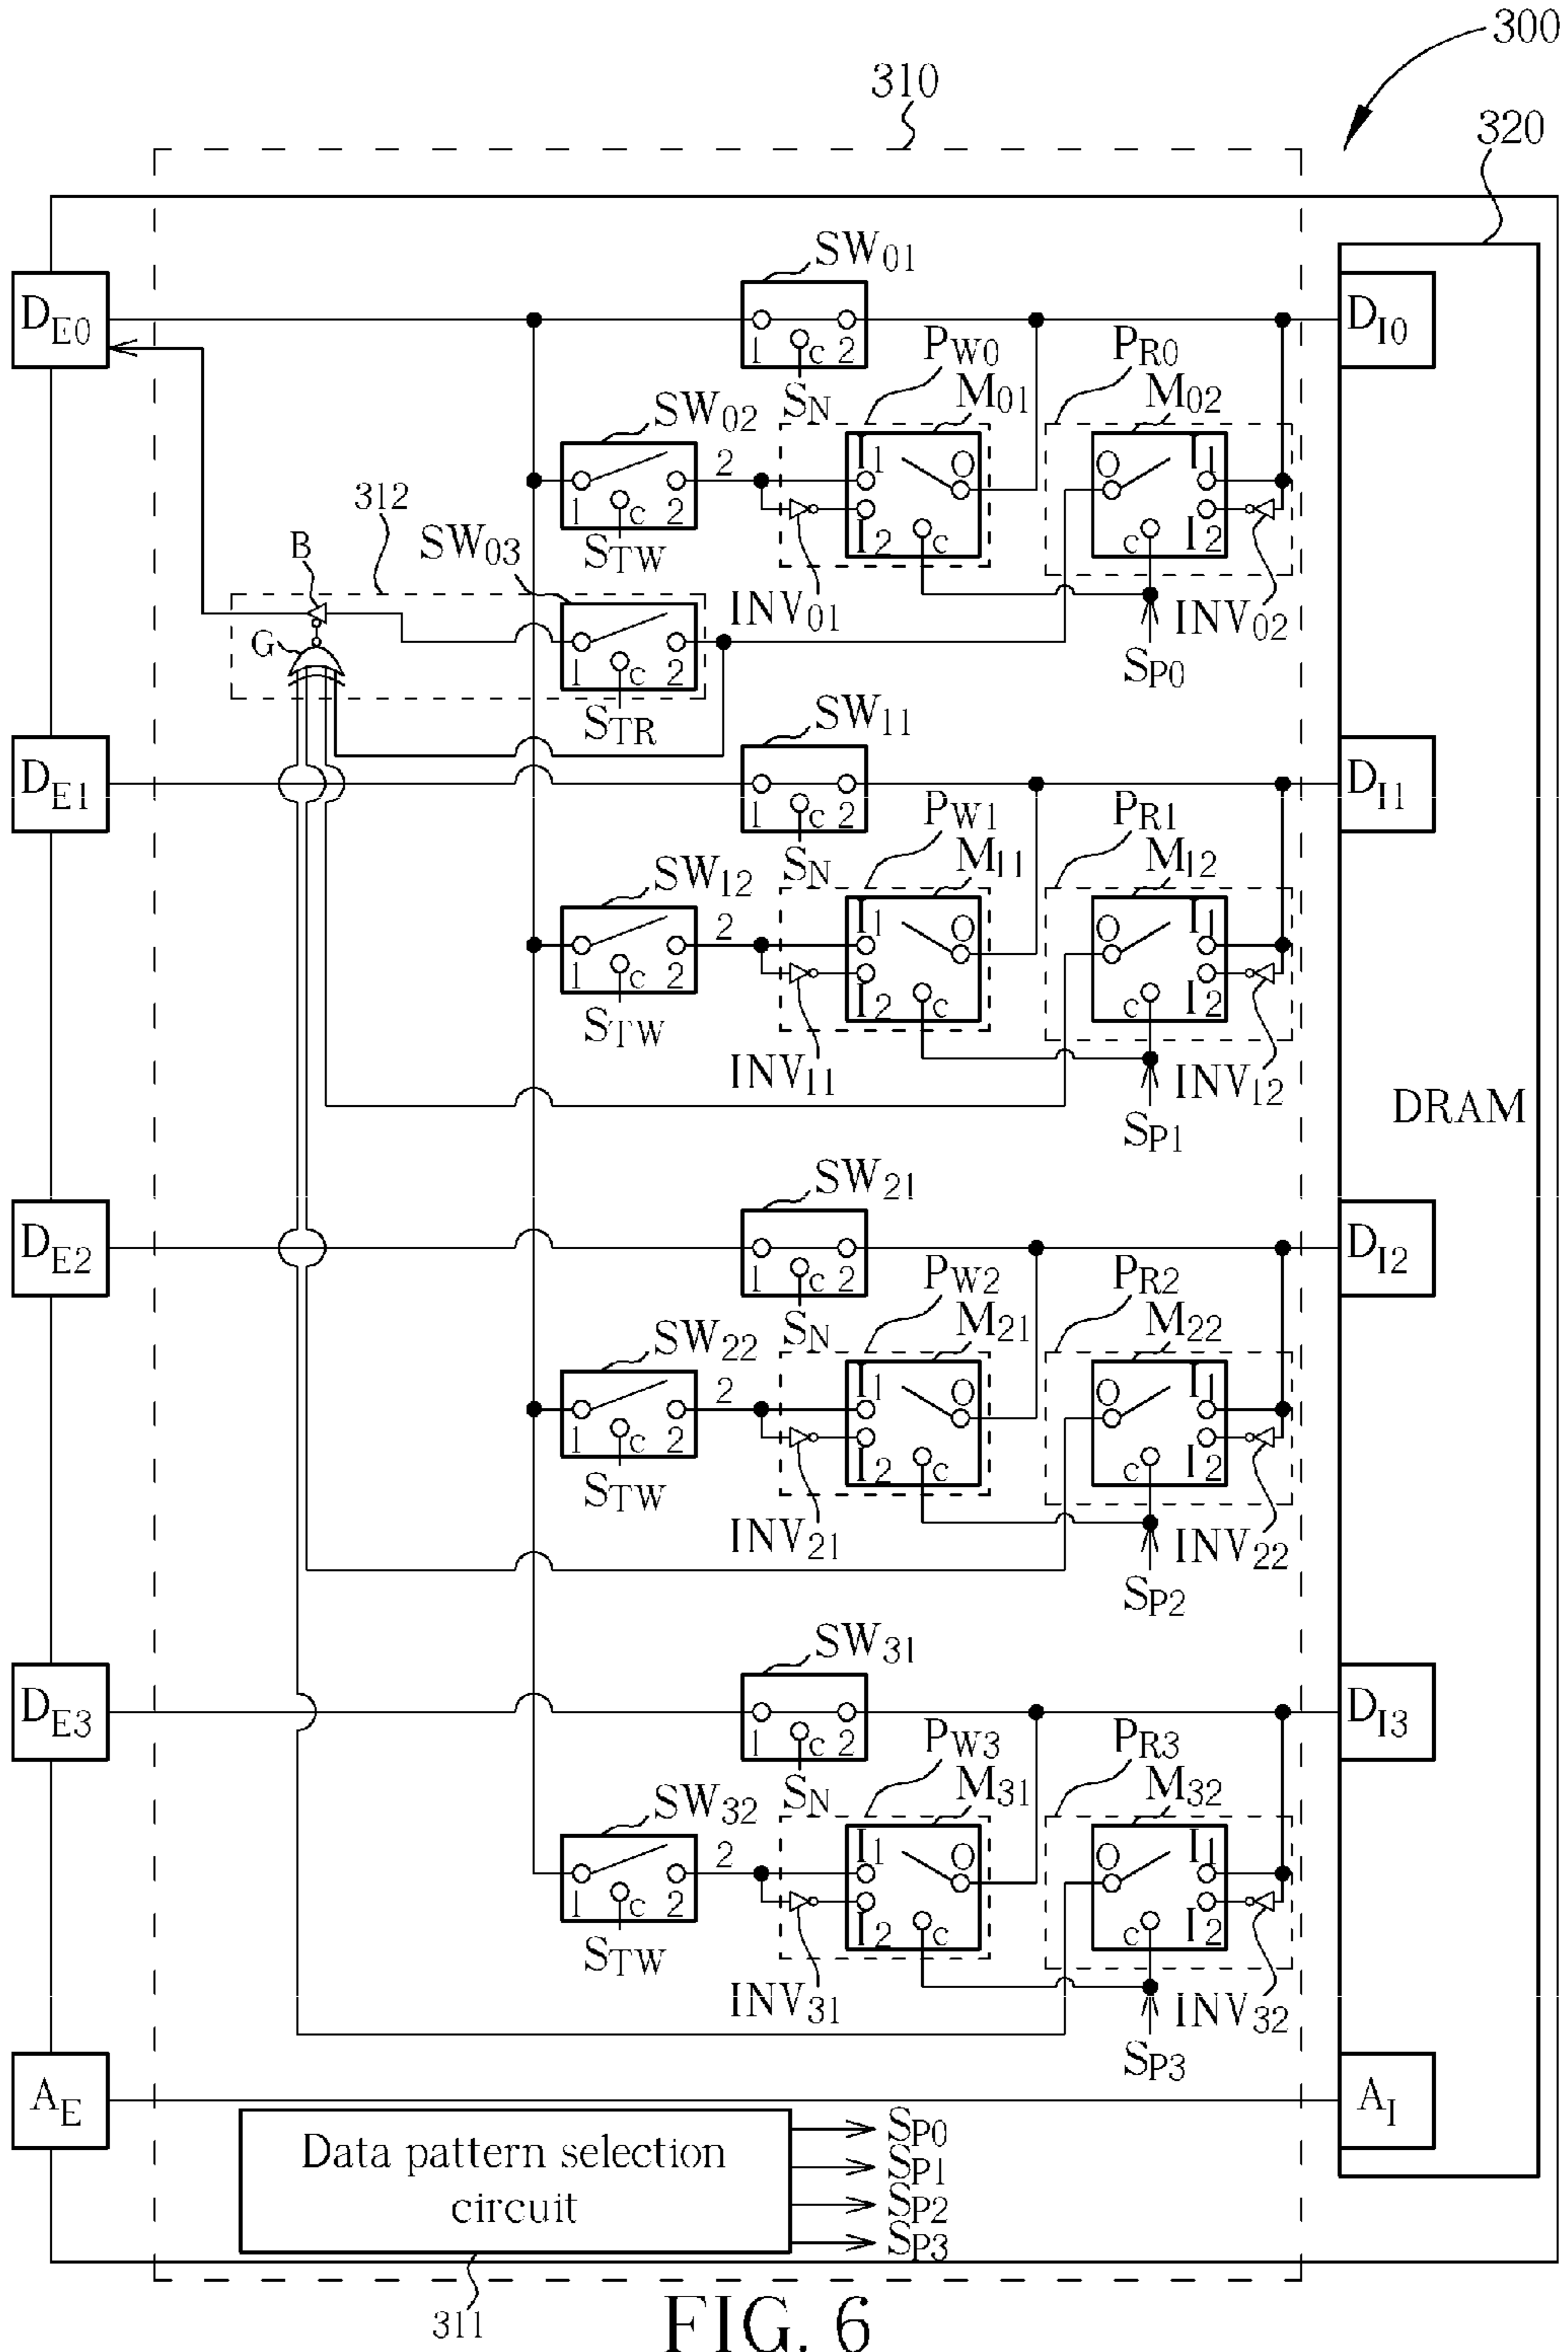 300
310
320
SW01
DE0
DI0
1 c 2
SN
PW0
PR0
M01
M02
SW02
2
I1
O
O
I1
1 c 2
I2
c
c
I2
STW
312
B
SW03
INV01
INV02
G
1 c 2
SP0
STR
SW11
DE1
DI1
1 c 2
SN
PW1
PR1
M11
M12
SW12
2
I1
O
O
I1
1 c 2
I2
c
c
I2
STW
INV11
INV12
DRAM
SP1
SW21
DE2
DI2
1 c 2
SN
PW2
PR2
M21
M22
SW22
2
I1
O
O
I1
1 c 2
I2
c
c
I2
STW
INV21
INV22
SP2
SW31
DE3
DI3
1 c 2
SN
PW3
PR3
M31
M32
SW32
2
I1
O
O
I1
1 c 2
I2
c
c
I2
STW
INV31
INV32
SP3
AE
AI
Data pattern selection
circuit
SP0
SP1
SP2
SP3
311
FIG. 6